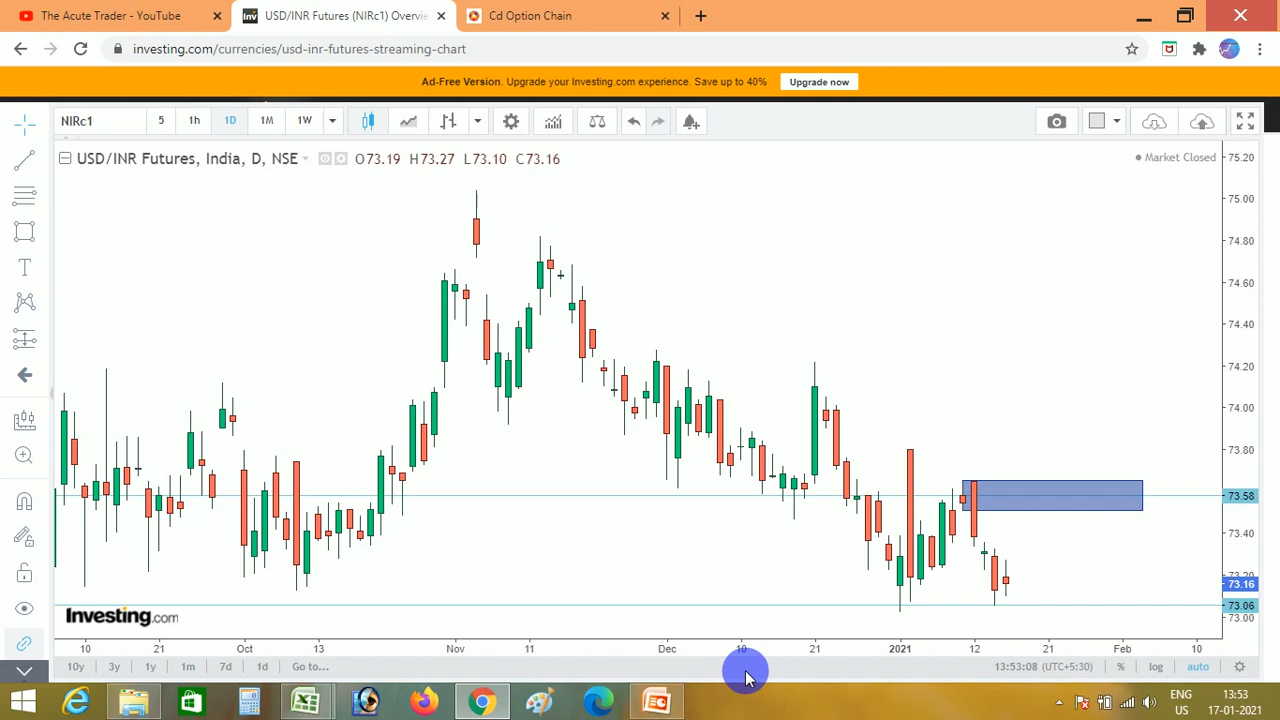 The Acute Trader - YouTube
USD/INR Futures (NIRc1) Overvie
Cd Option Chain
investing.com/currencies/usd-inr-futures-streaming-chart
Ad-Free Version. Upgrade your Investing.com experience. Save up to 40% Upgrade now
NIRc1 5 1h 1D 1M 1W
USD/INR Futures, India, D, NSE O73.19 H73.27 L73.10 C73.16
Market Closed
75.20
75.00
74.80
74.60
74.40
74.20
74.00
73.80
73.58
73.40
73.20
73.16
73.06
73.00
Investing.com
10 21 Oct 13 Nov 11 Dec 10 21 2021 12 21 Feb 10
10y 3y 1y 1m 7d 1d Go to... 13:53:08 (UTC+5:30) % log auto
ENG 13:53
US 17-01-2021